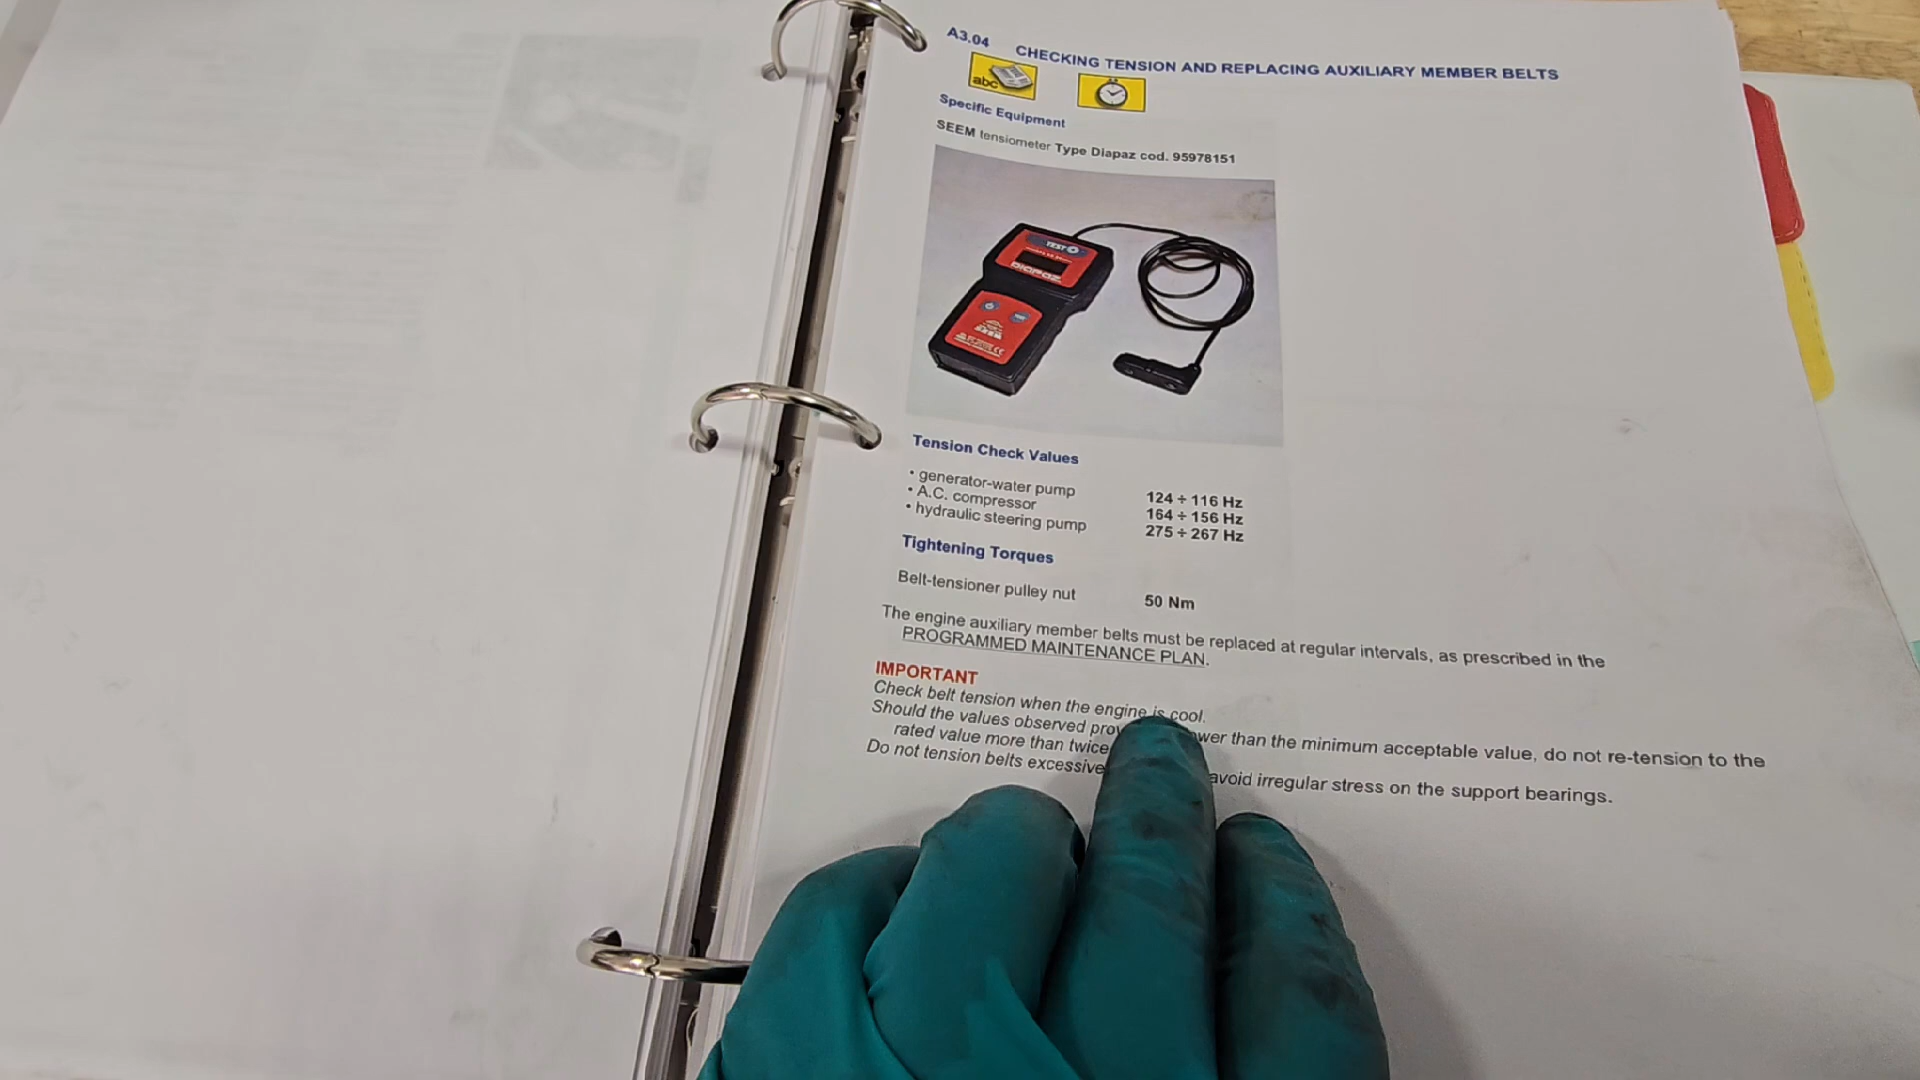 A3.04 CHECKING TENSION AND REPLACING AUXILIARY MEMBER BELTS
abc
Specific Equipment
SEEM tensiometer Type Diapaz cod. 95978151
TEST
DIAPAZ
SEEM
Tension Check Values
• generator-water pump 124 ÷ 116 Hz
• A.C. compressor 164 ÷ 156 Hz
• hydraulic steering pump 275 ÷ 267 Hz
Tightening Torques
Belt-tensioner pulley nut 50 Nm
The engine auxiliary member belts must be replaced at regular intervals, as prescribed in the
PROGRAMMED MAINTENANCE PLAN.
IMPORTANT
Check belt tension when the engine is cool.
Should the values observed than the minimum acceptable value, do not re-tension to the
rated value more than twice
Do not tension belts avoid irregular stress on the support bearings.